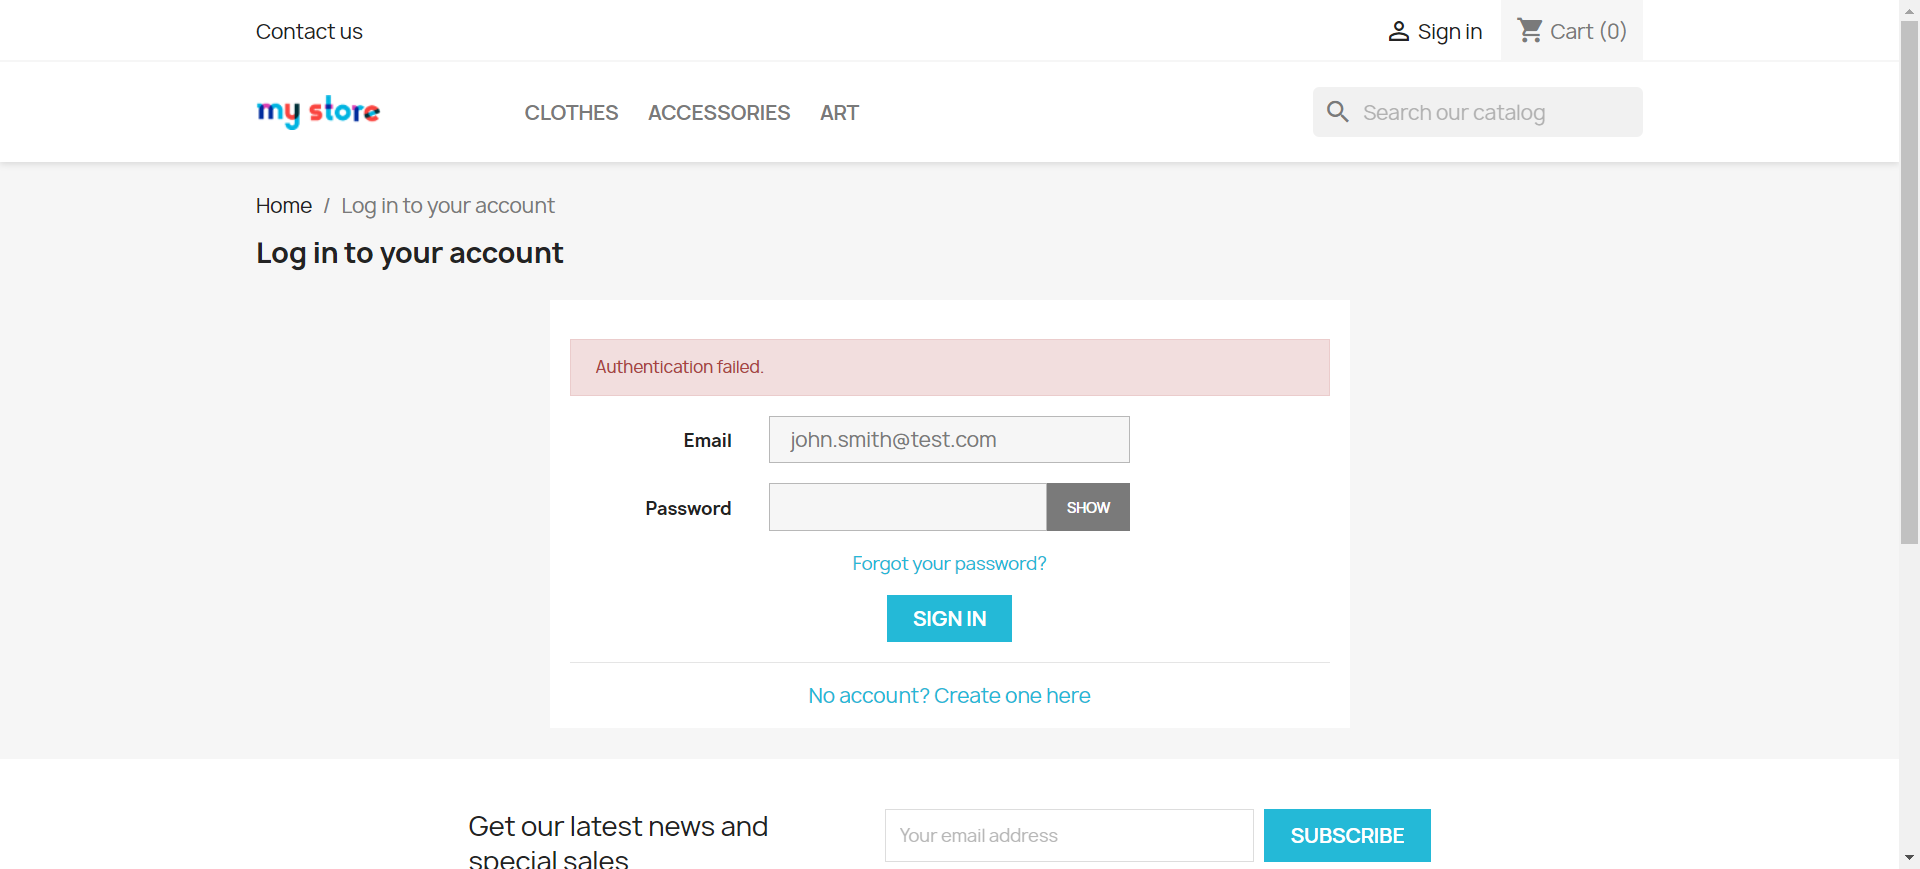 Contact us
Sign in
Cart (0)
my store
CLOTHES
ACCESSORIES
ART
Search our catalog
Home / Log in to your account
Log in to your account
Authentication failed.
Email
john.smith@test.com
Password
SHOW
Forgot your password?
SIGN IN
No account? Create one here
Get our latest news and
special sales
Your email address
SUBSCRIBE